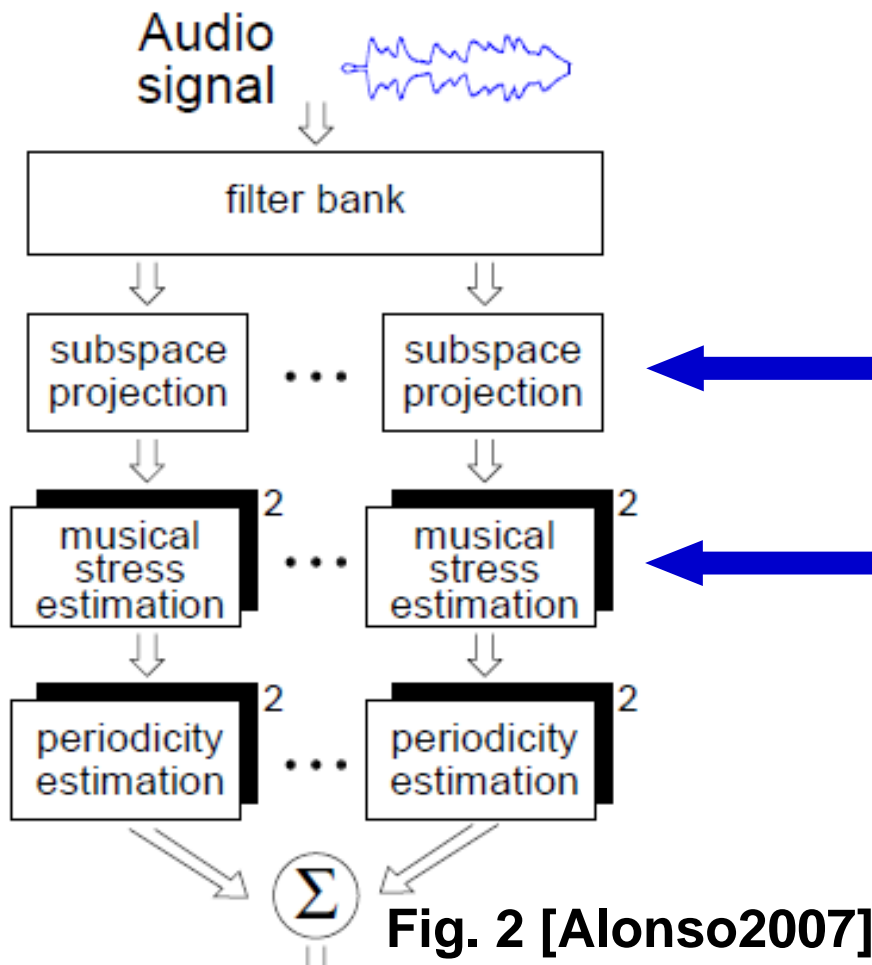 Audio
signal
filter bank
subspace
projection
• • •
subspace
projection
musical
stress
estimation
2
• • •
musical
stress
estimation
2
periodicity
estimation
2
• • •
periodicity
estimation
2
Σ
Fig. 2 [Alonso2007]